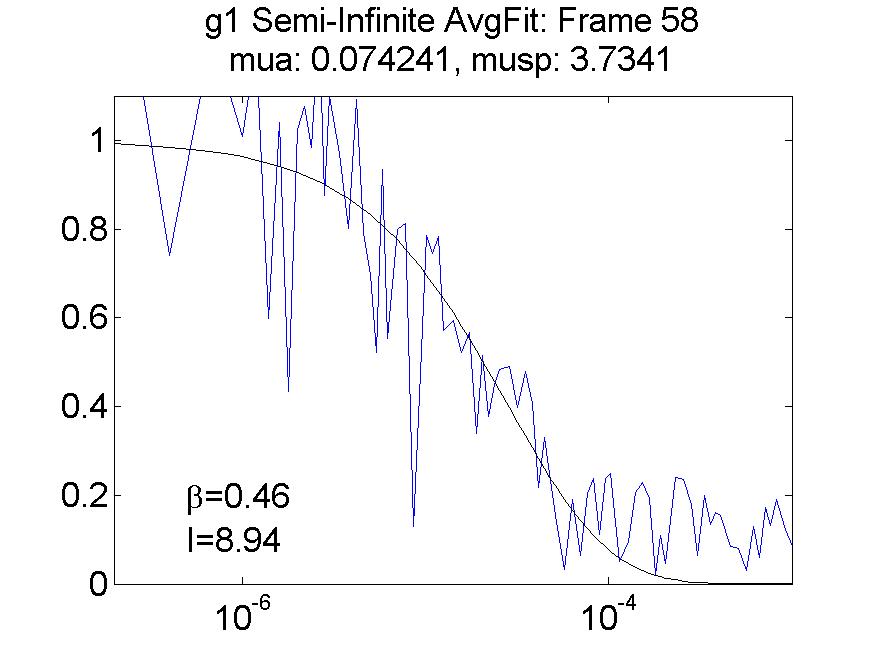 g1 Semi-Infinite AvgFit: Frame 58
mua: 0.074241, musp: 3.7341
1
0.8
0.6
0.4
0.2
0
β=0.46
I=8.94
10^-6
10^-4